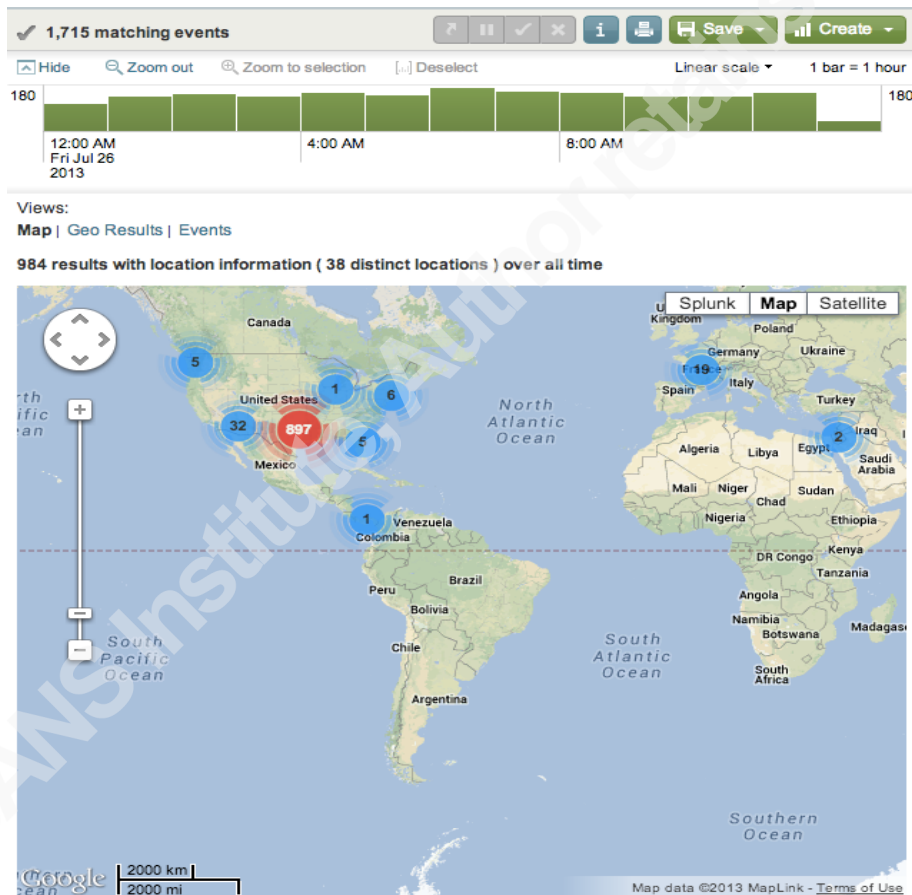 1,715 matching events
Save
Create
Hide
Zoom out
Zoom to selection
[..] Deselect
Linear scale
1 bar = 1 hour
180
180
12:00 AM
Fri Jul 26
2013
4:00 AM
8:00 AM
Views:
Map | Geo Results | Events
984 results with location information ( 38 distinct locations ) over all time
Splunk
Map
Satellite
Canada
Kingdom
Poland
Germany
Ukraine
5
1
6
19
France
Spain
Italy
United States
North
Atlantic
Ocean
Turkey
32
897
5
2
Iraq
Algeria
Libya
Egypt
Saudi
Arabia
Mexico
Mali
Niger
Chad
Sudan
1
Venezuela
Nigeria
Ethiopia
Colombia
DR Congo
Kenya
Tanzania
Brazil
Peru
Angola
Bolivia
Namibia
Botswana
Madagas
South
Pacific
Ocean
Chile
South
Atlantic
Ocean
South
Africa
Argentina
Southern
Ocean
Google
2000 km
2000 mi
Map data ©2013 MapLink - Terms of Use
ANS Institute, Author retains